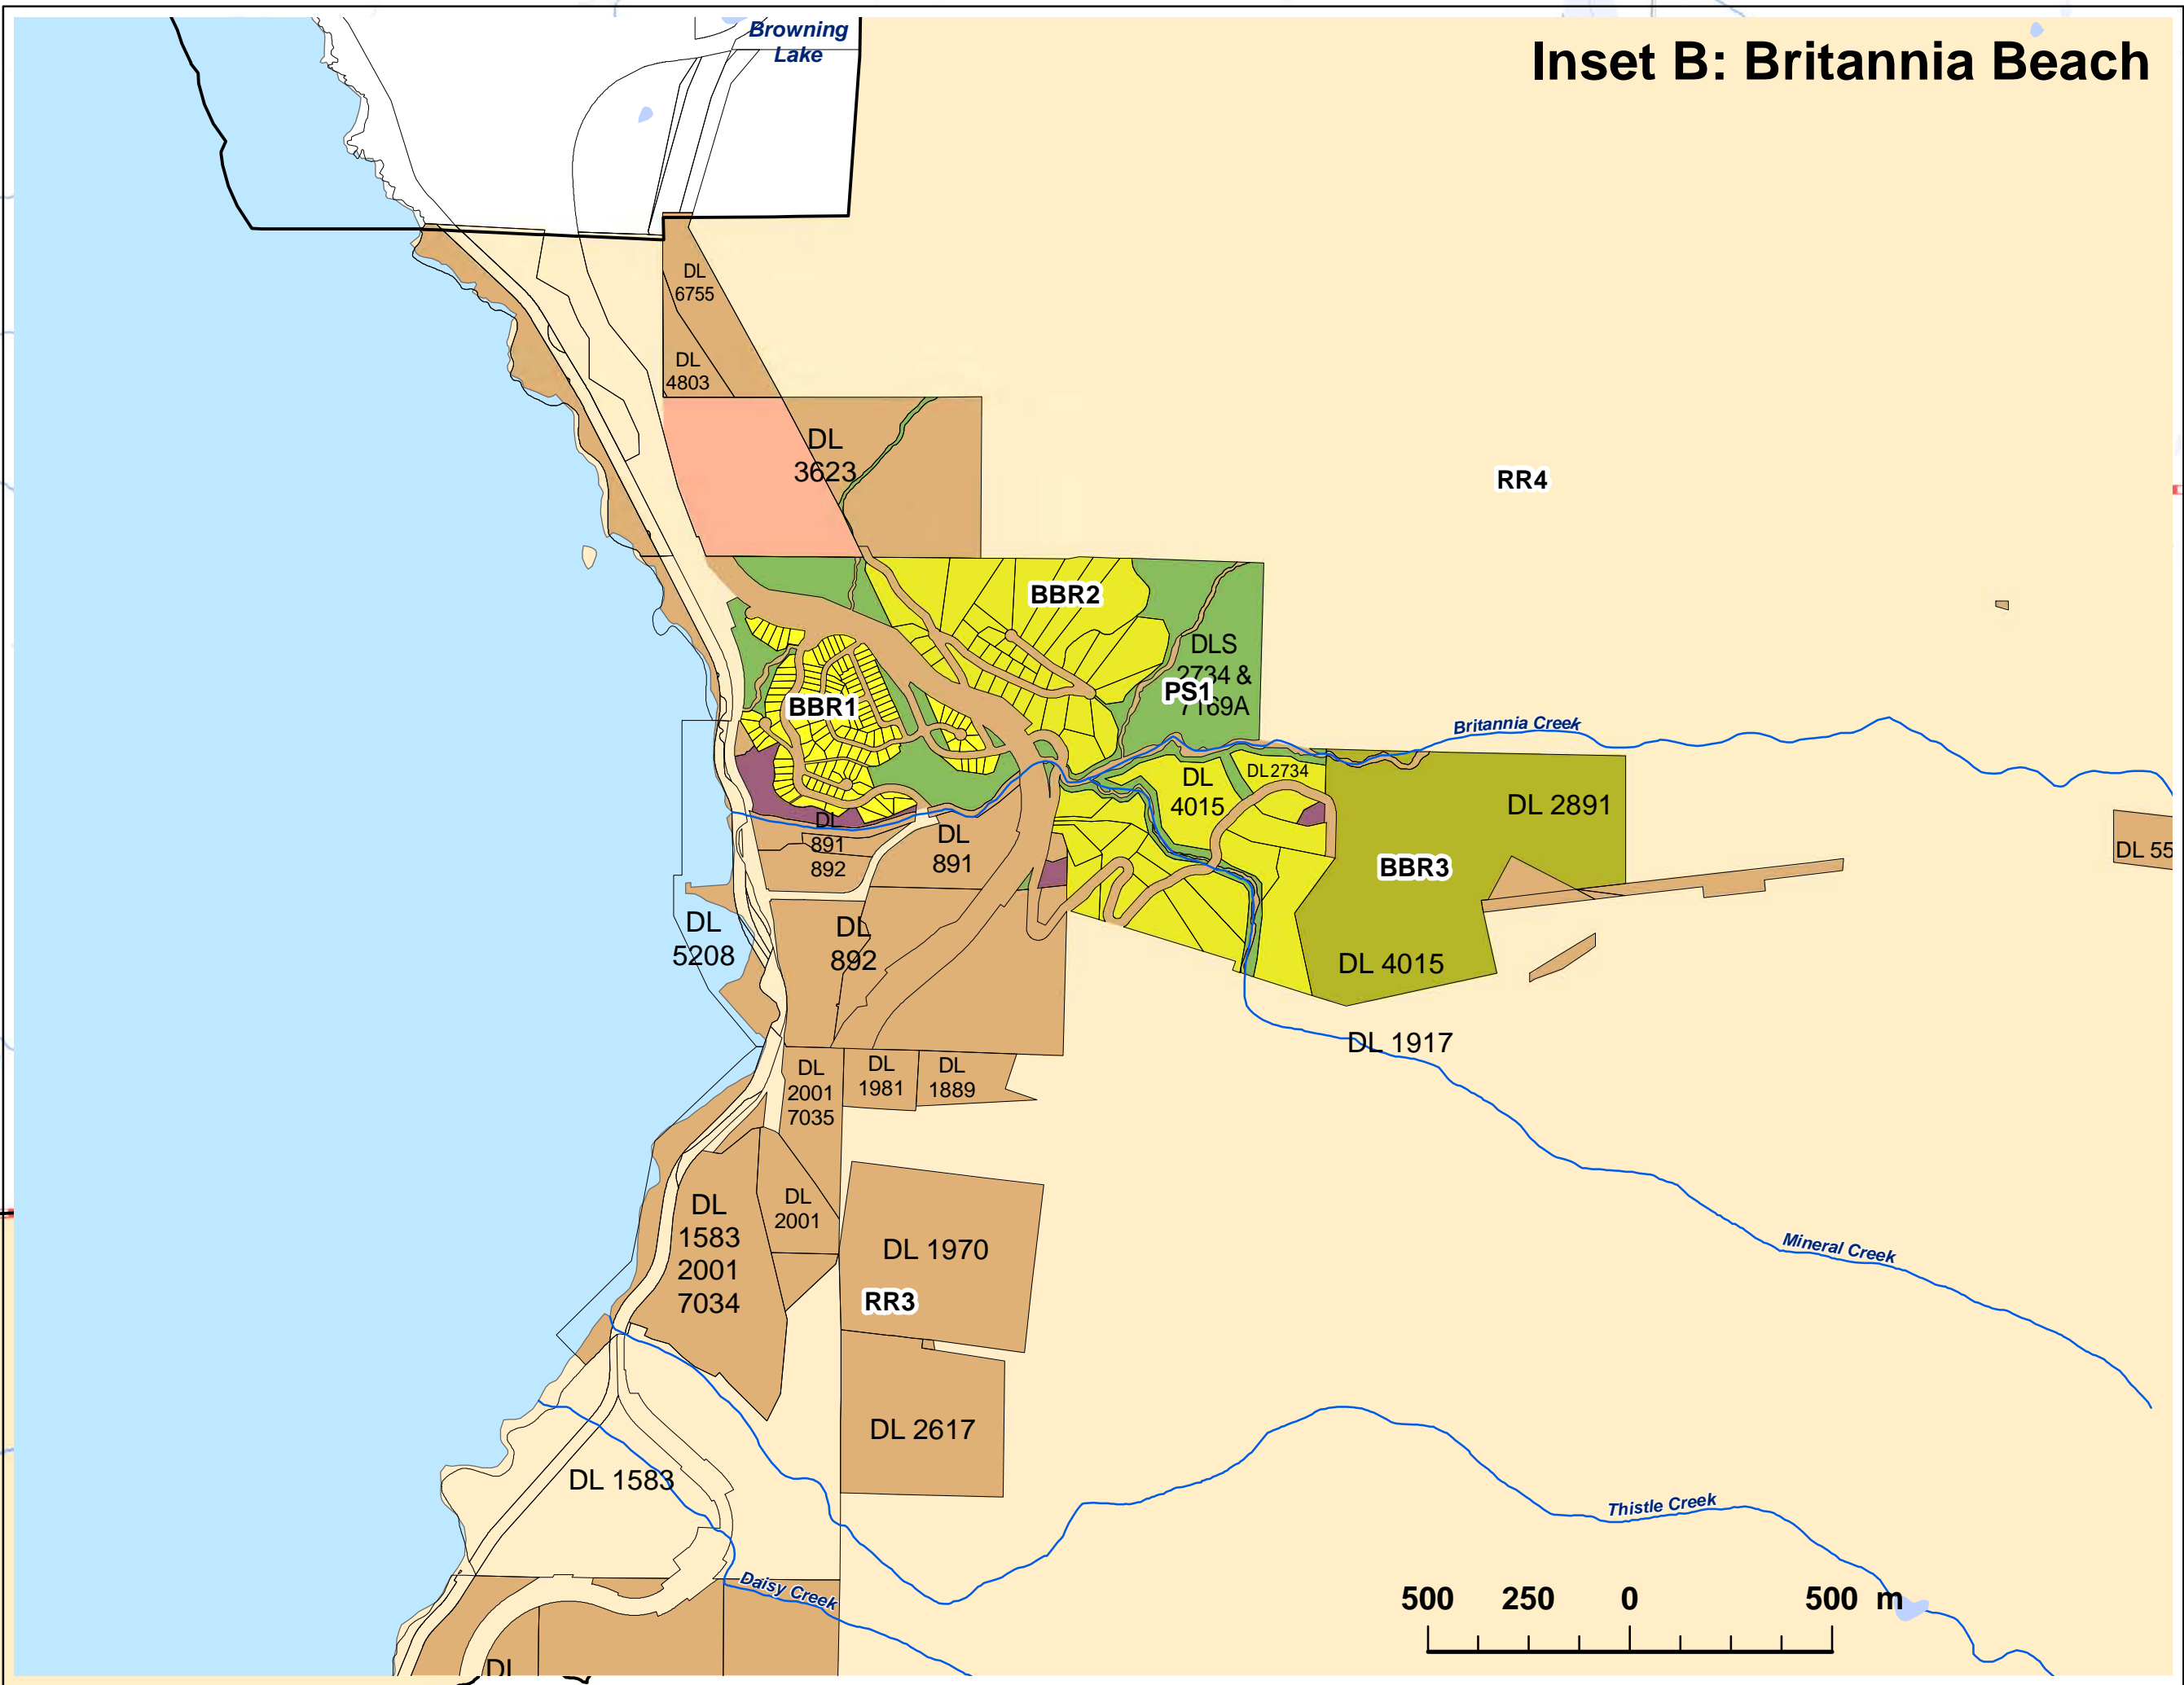 Browning
Lake
Inset B: Britannia Beach
DL
6755
DL
4803
DL
3623
RR4
BBR2
DLS
2734 &
7169A
PS1
BBR1
Britannia Creek
DL
4015
DL2734
DL 2891
DL
891
892
DL
891
DL 55
BBR3
DL
5208
DL
892
DL 4015
DL 1917
DL
2001
7035
DL
1981
DL
1889
DL
1583
2001
7034
DL
2001
DL 1970
Mineral Creek
RR3
DL 2617
DL 1583
Thistle Creek
Daisy Creek
500 250 0 500 m
DL